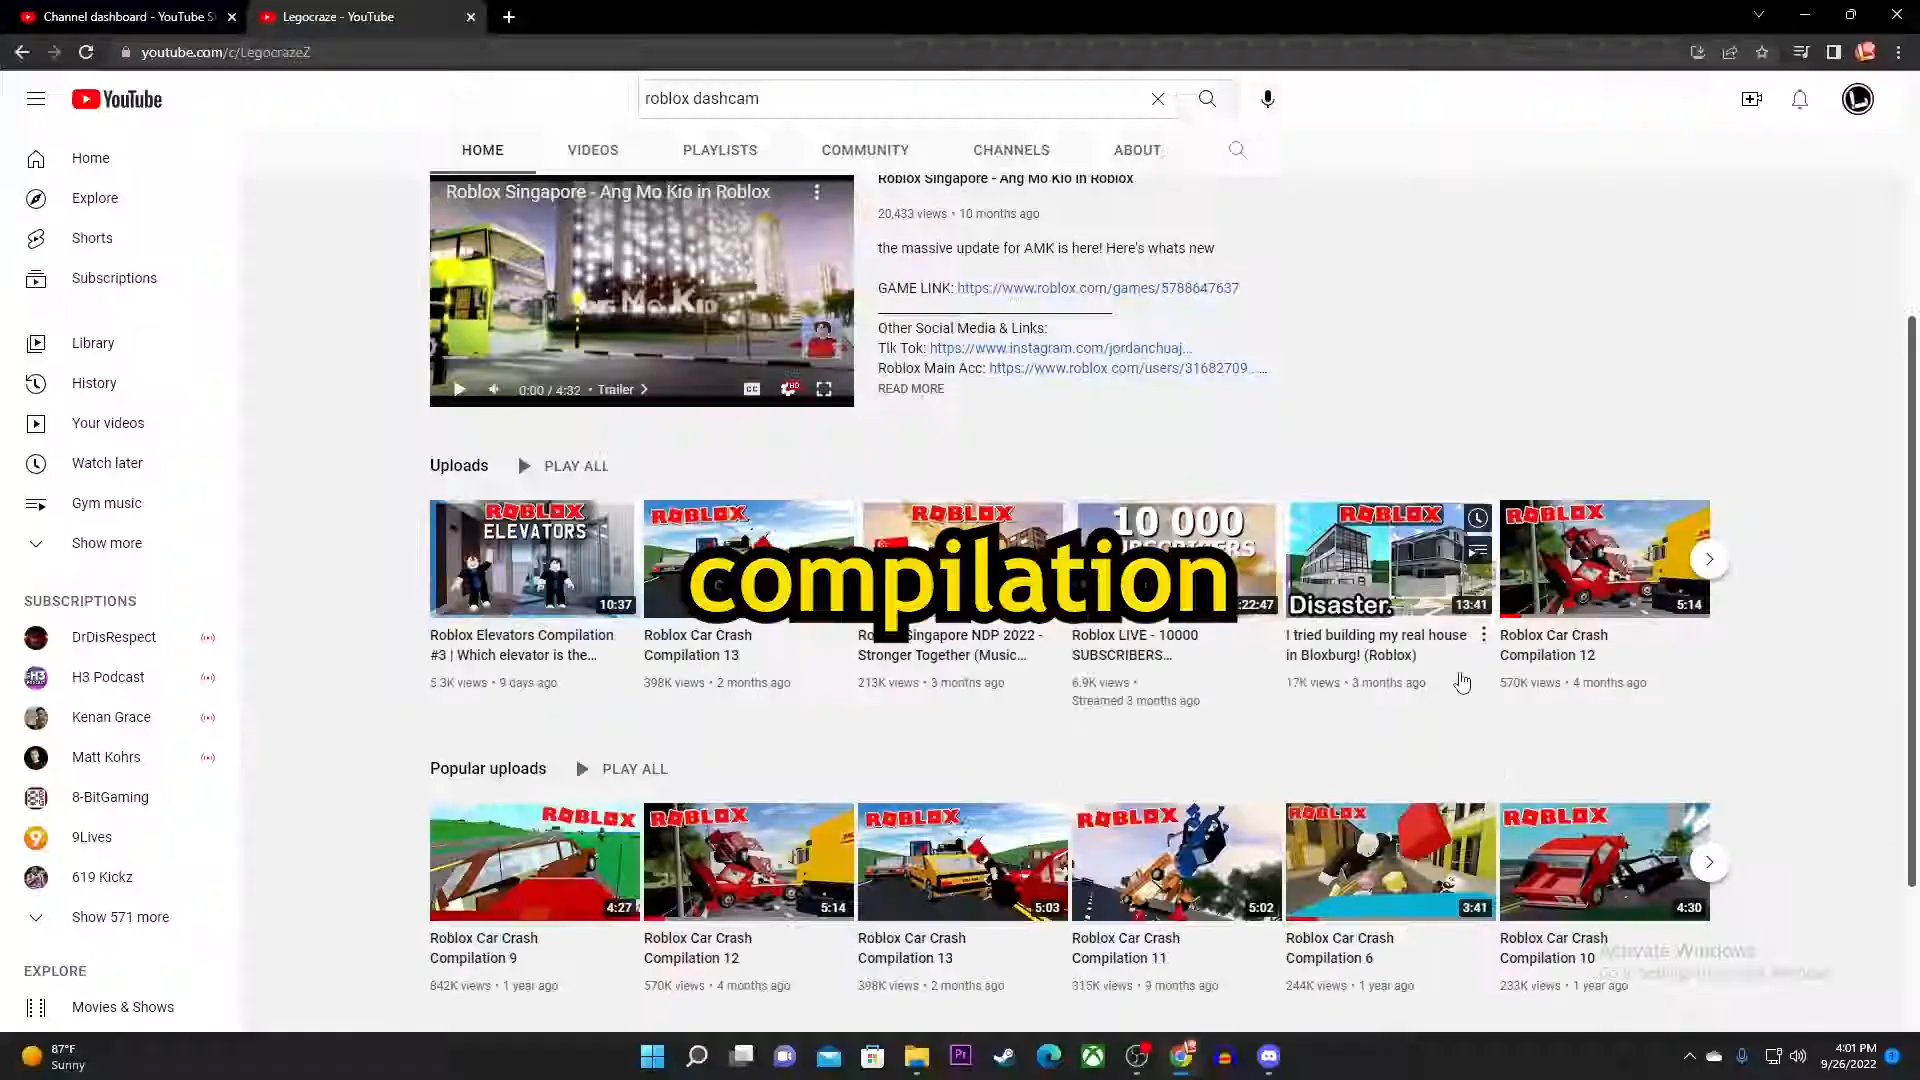 Channel dashboard - YouTube S
Legocraze - YouTube
youtube.com/c/LegocrazeZ
YouTube
roblox dashcam
HOME VIDEOS PLAYLISTS COMMUNITY CHANNELS ABOUT
Home
Explore
Shorts
Subscriptions
Library
History
Your videos
Watch later
Gym music
Show more
SUBSCRIPTIONS
DrDisRespect
H3 Podcast
Kenan Grace
Matt Kohrs
8-BitGaming
9Lives
619 Kickz
Show 571 more
EXPLORE
Movies & Shows
Roblox Singapore - Ang Mo Kio in Roblox
Mo Kio
0:00 / 4:32 • Trailer
CC
HD
Roblox Singapore - Ang Mo Kio in Roblox
20,433 views • 10 months ago
the massive update for AMK is here! Here's whats new
GAME LINK: https://www.roblox.com/games/5788647637
Other Social Media & Links:
TIk Tok: https://www.instagram.com/jordanchuaj...
Roblox Main Acc: https://www.roblox.com/users/31682709... ...
READ MORE
Uploads PLAY ALL
ROBLOX
ELEVATORS
10:37
Roblox Elevators Compilation
#3 | Which elevator is the...
5.3K views • 9 days ago
ROBLOX
Roblox Car Crash
Compilation 13
398K views • 2 months ago
ROBLOX
Singapore NDP 2022 -
Stronger Together (Music...
213K views • 3 months ago
10 000
:22:47
Roblox LIVE - 10000
SUBSCRIBERS...
6.9K views •
Streamed 3 months ago
ROBLOX
Disaster.
13:41
I tried building my real house
in Bloxburg! (Roblox)
17K views • 3 months ago
ROBLOX
5:14
Roblox Car Crash
Compilation 12
570K views • 4 months ago
compilation
Popular uploads PLAY ALL
ROBLOX
4:27
Roblox Car Crash
Compilation 9
842K views • 1 year ago
ROBLOX
5:14
Roblox Car Crash
Compilation 12
570K views • 4 months ago
ROBLOX
5:03
Roblox Car Crash
Compilation 13
398K views • 2 months ago
ROBLOX
5:02
Roblox Car Crash
Compilation 11
315K views • 9 months ago
ROBLOX
3:41
Roblox Car Crash
Compilation 6
244K views • 1 year ago
ROBLOX
4:30
Roblox Car Crash
Compilation 10
233K views • 1 year ago
Activate Windows
87°F
Sunny
Pr
4:01 PM
9/26/2022